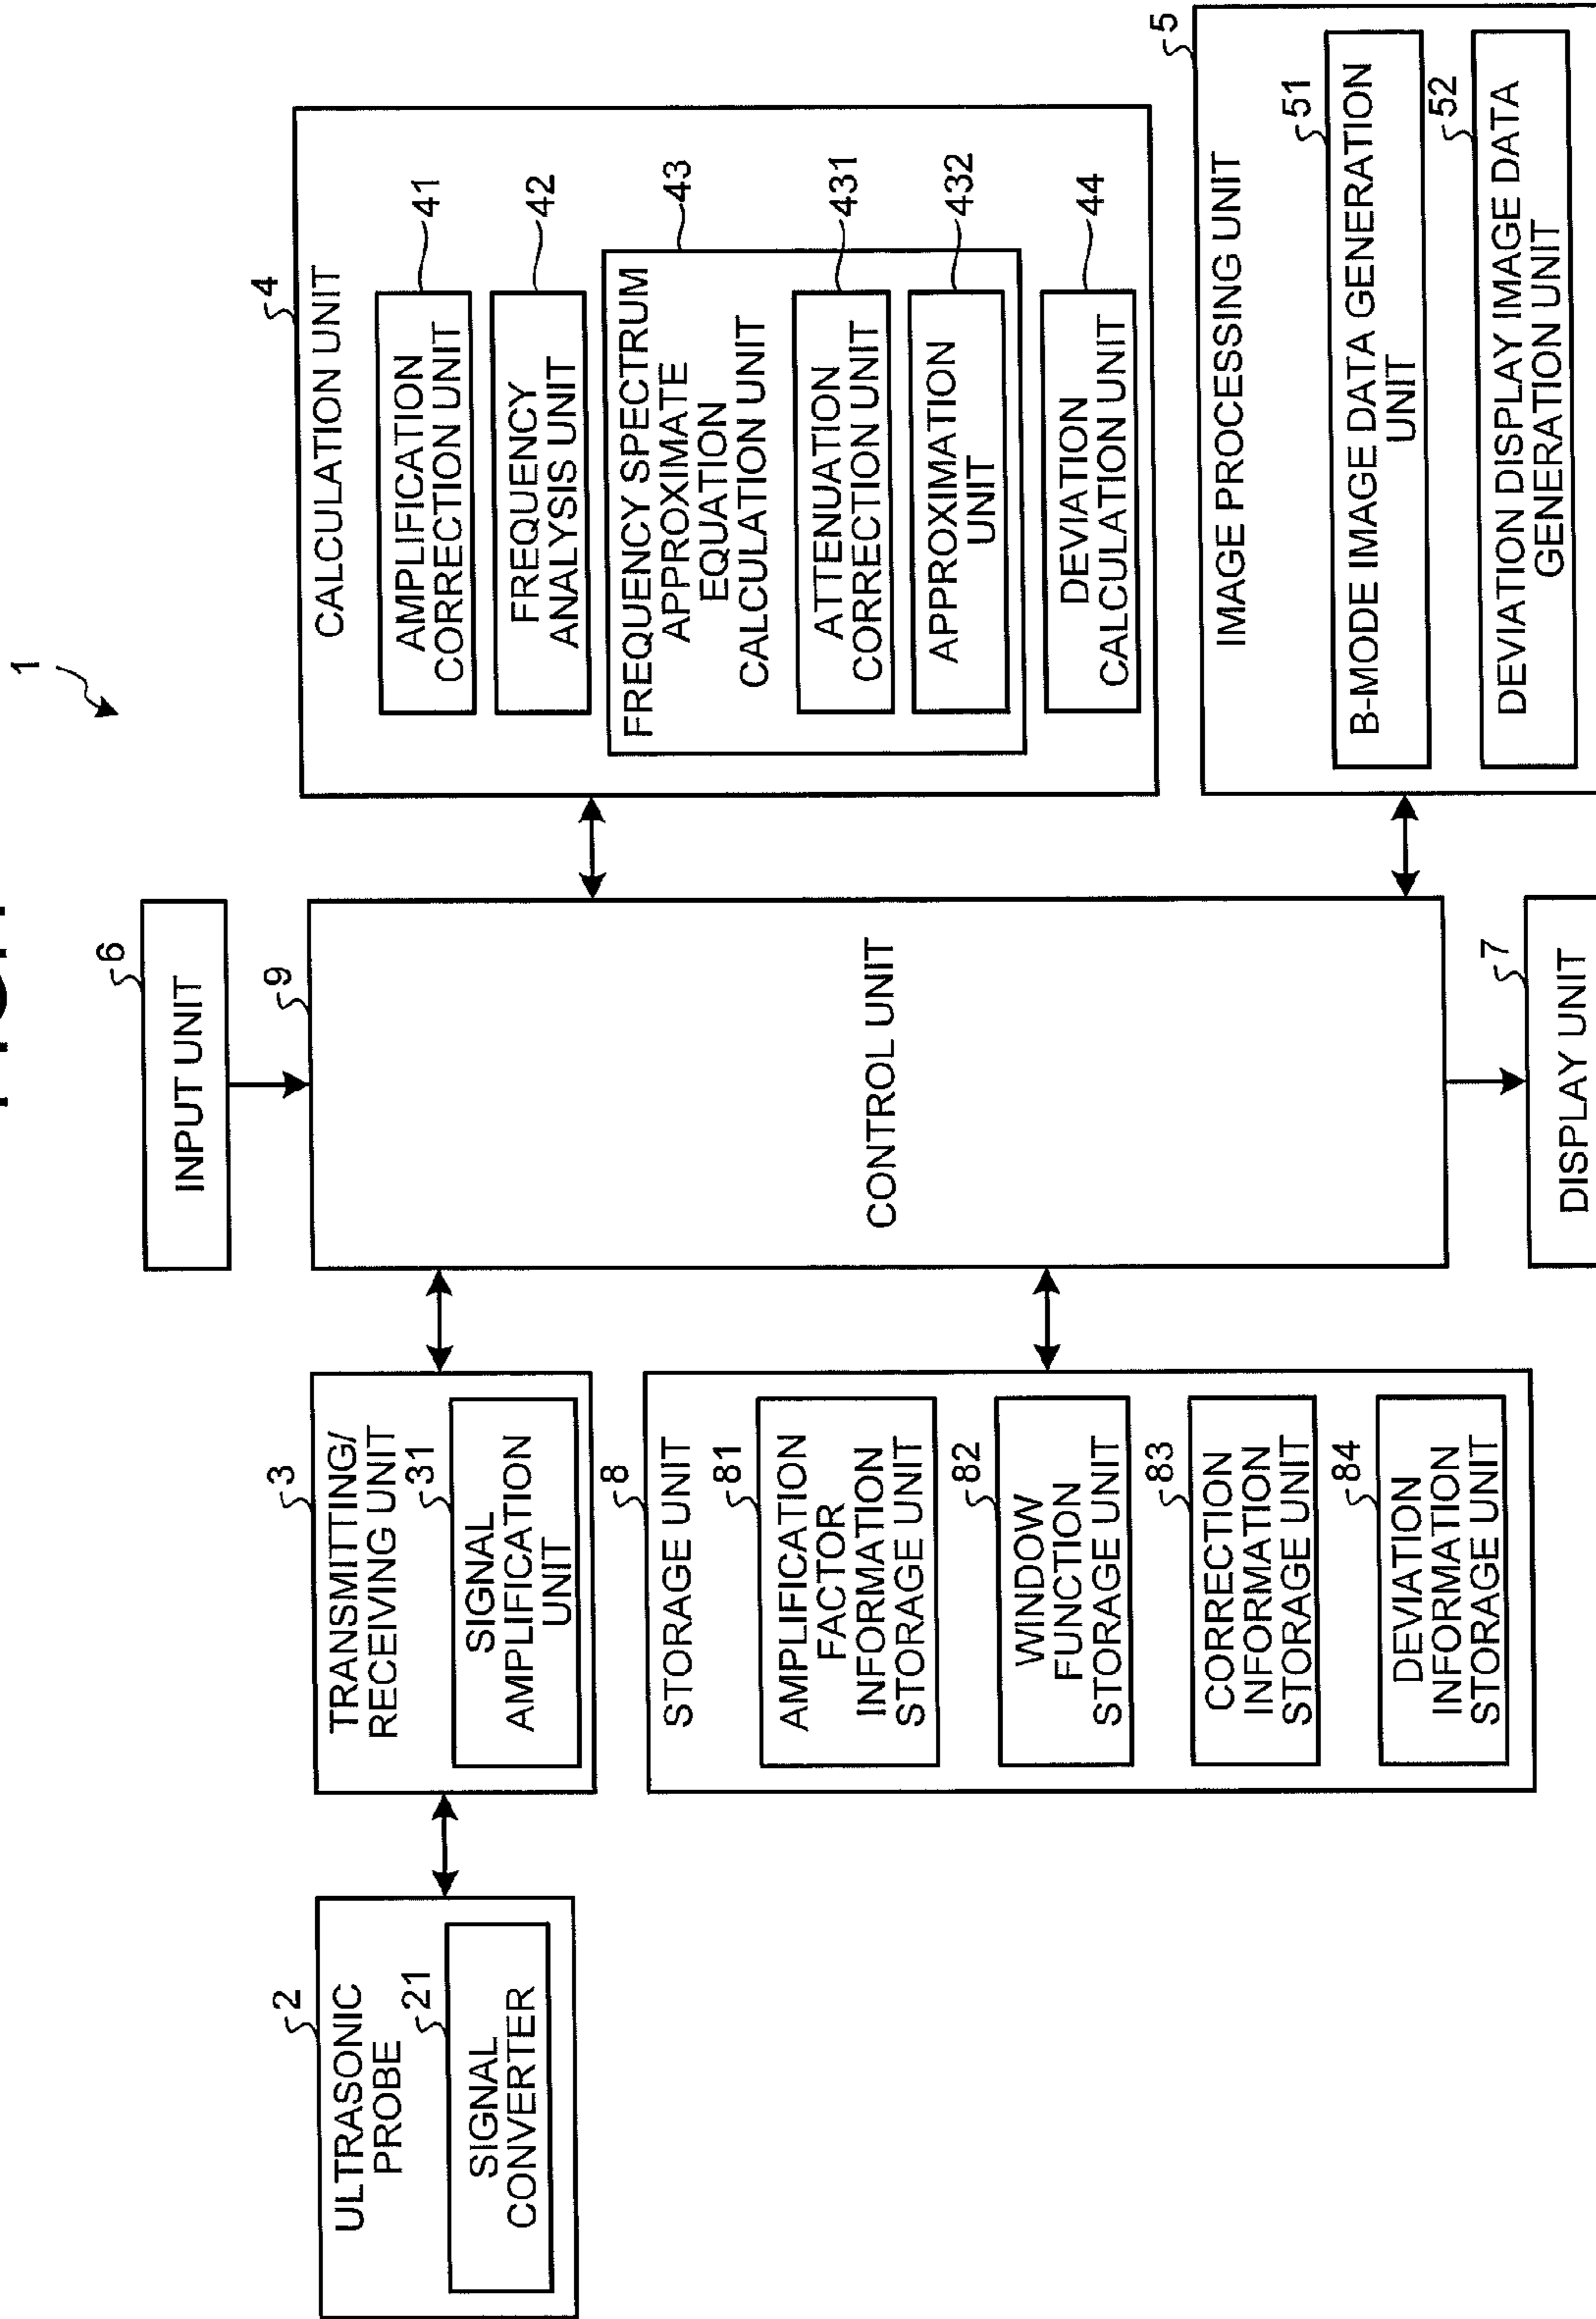 1
2
ULTRASONIC
PROBE
21
SIGNAL
CONVERTER
3
TRANSMITTING/
RECEIVING UNIT
31
SIGNAL
AMPLIFICATION
UNIT
8
STORAGE UNIT
81
AMPLIFICATION
FACTOR
INFORMATION
STORAGE UNIT
82
WINDOW
FUNCTION
STORAGE UNIT
83
CORRECTION
INFORMATION
STORAGE UNIT
84
DEVIATION
INFORMATION
STORAGE UNIT
6
INPUT UNIT
9
CONTROL UNIT
7
DISPLAY UNIT
4
CALCULATION UNIT
AMPLIFICATION
CORRECTION UNIT
41
FREQUENCY
ANALYSIS UNIT
42
FREQUENCY SPECTRUM
APPROXIMATE
EQUATION
CALCULATION UNIT
43
ATTENUATION
CORRECTION UNIT
431
APPROXIMATION
UNIT
432
DEVIATION
CALCULATION UNIT
44
5
IMAGE PROCESSING UNIT
51
B-MODE IMAGE DATA GENERATION
UNIT
52
DEVIATION DISPLAY IMAGE DATA
GENERATION UNIT